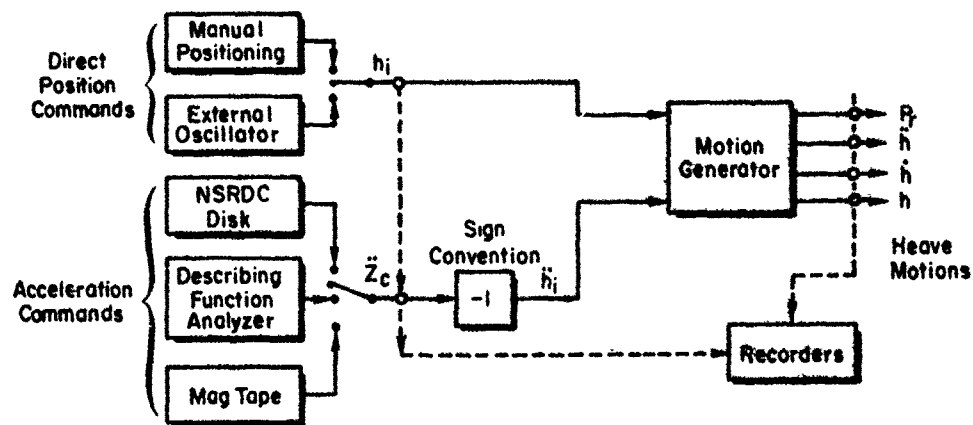 Manual
Positioning
Direct
Position
Commands
External
Oscillator
hi
NSRDC
Disk
Describing
Function
Analyzer
Mag Tape
Acceleration
Commands
Z̈c
Sign
Convention
-1
ḧi
Motion
Generator
Pr
ḧ
ḣ
h
Heave
Motions
Recorders